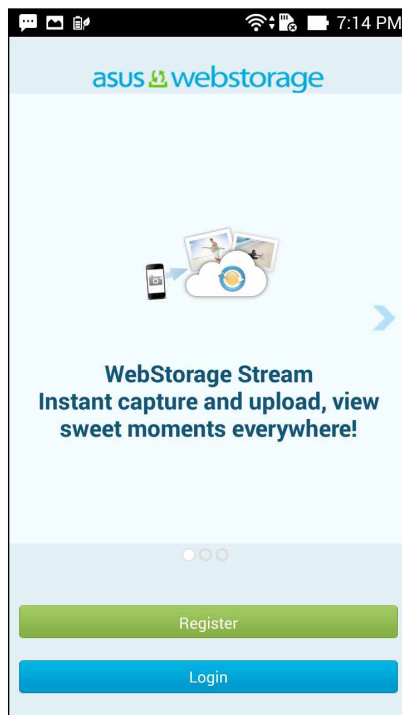 7:14 PM
asus webstorage
WebStorage Stream
Instant capture and upload, view
sweet moments everywhere!
Register
Login